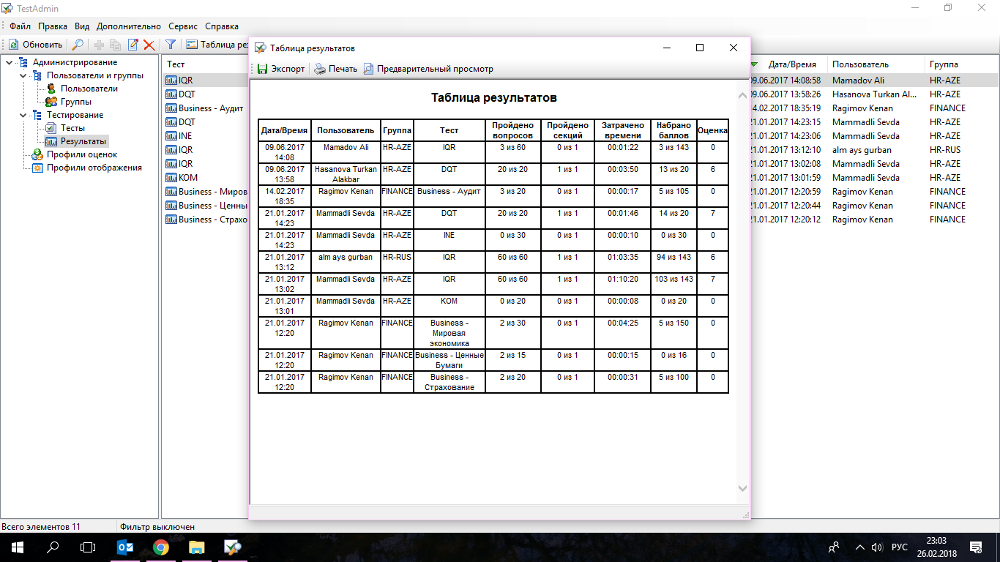 TestAdmin
Файл Правка Вид Дополнительно Сервис Справка
Обновить Таблица ре
Администрирование
Пользователи и группы
Пользователи
Группы
Тестирование
Тесты
Результаты
Профили оценок
Профили отображения
Тест
IQR
DQT
Business - Аудит
DQT
INE
IQR
IQR
KOM
Business - Миров
Business - Ценны
Business - Страхо
Таблица результатов
Экспорт Печать Предварительный просмотр
Таблица результатов
Дата/Время Пользователь Группа Тест Пройдено вопросов Пройдено секций Затрачено времени Набрано баллов Оценка
09.06.2017 14:08 Mamadov Ali HR-AZE IQR 3 из 60 0 из 1 00:01:22 3 из 143 0
09.06.2017 13:58 Hasanova Turkan Alakbar HR-AZE DQT 20 из 20 1 из 1 00:03:50 13 из 20 6
14.02.2017 18:35 Ragimov Kenan FINANCE Business - Аудит 3 из 20 0 из 1 00:00:17 5 из 105 0
21.01.2017 14:23 Mammadli Sevda HR-AZE DQT 20 из 20 1 из 1 00:01:46 14 из 20 7
21.01.2017 14:23 Mammadli Sevda HR-AZE INE 0 из 30 0 из 1 00:00:10 0 из 30 0
21.01.2017 13:12 alm ays gurban HR-RUS IQR 60 из 60 1 из 1 01:03:35 94 из 143 6
21.01.2017 13:02 Mammadli Sevda HR-AZE IQR 60 из 60 1 из 1 01:10:20 103 из 143 7
21.01.2017 13:01 Mammadli Sevda HR-AZE KOM 0 из 20 0 из 1 00:00:08 0 из 20 0
21.01.2017 12:20 Ragimov Kenan FINANCE Business - Мировая экономика 2 из 30 0 из 1 00:04:25 5 из 150 0
21.01.2017 12:20 Ragimov Kenan FINANCE Business - Ценные Бумаги 2 из 15 0 из 1 00:00:15 0 из 16 0
21.01.2017 12:20 Ragimov Kenan FINANCE Business - Страхование 2 из 20 0 из 1 00:00:31 5 из 100 0
Дата/Время Пользователь Группа
09.06.2017 14:08:58 Mamadov Ali HR-AZE
09.06.2017 13:58:26 Hasanova Turkan Al... HR-AZE
14.02.2017 18:35:19 Ragimov Kenan FINANCE
21.01.2017 14:23:15 Mammadli Sevda HR-AZE
21.01.2017 14:23:06 Mammadli Sevda HR-AZE
21.01.2017 13:12:10 alm ays gurban HR-RUS
21.01.2017 13:02:08 Mammadli Sevda HR-AZE
21.01.2017 13:01:59 Mammadli Sevda HR-AZE
21.01.2017 12:20:59 Ragimov Kenan FINANCE
21.01.2017 12:20:44 Ragimov Kenan FINANCE
21.01.2017 12:20:12 Ragimov Kenan FINANCE
Всего элементов 11 Фильтр выключен
РУС
23:03
26.02.2018